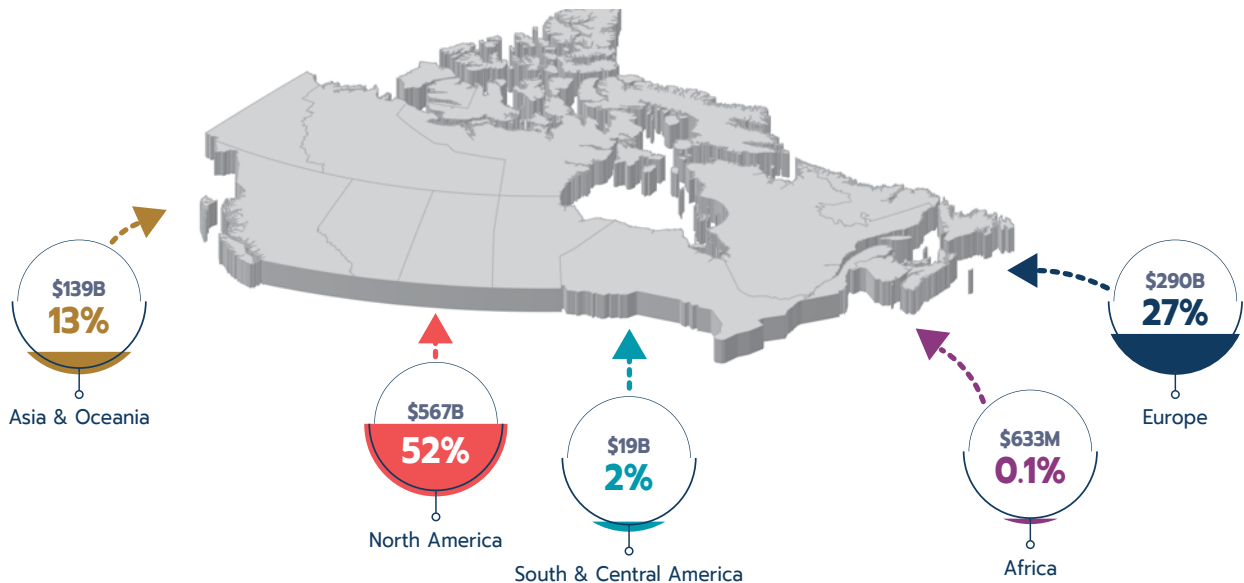 $139B
13%
Asia & Oceania
$567B
52%
North America
$19B
2%
South & Central America
$633M
0.1%
Africa
$290B
27%
Europe